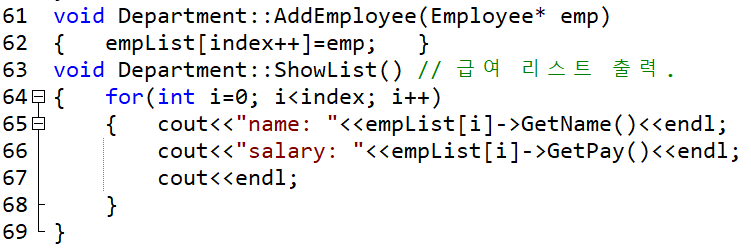 61 void Department::AddEmployee(Employee* emp)
62 {   empList[index++]=emp;   }
63 void Department::ShowList() // 급여 리스트 출력.
64 {   for(int i=0; i<index; i++)
65     {   cout<<"name: "<<empList[i]->GetName()<<endl;
66         cout<<"salary: "<<empList[i]->GetPay()<<endl;
67         cout<<endl;
68     }
69 }